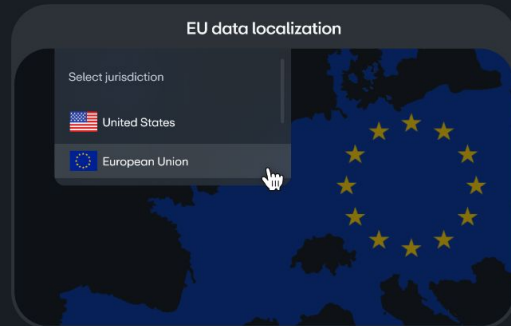 EU data localization
Select jurisdiction
United States
European Union